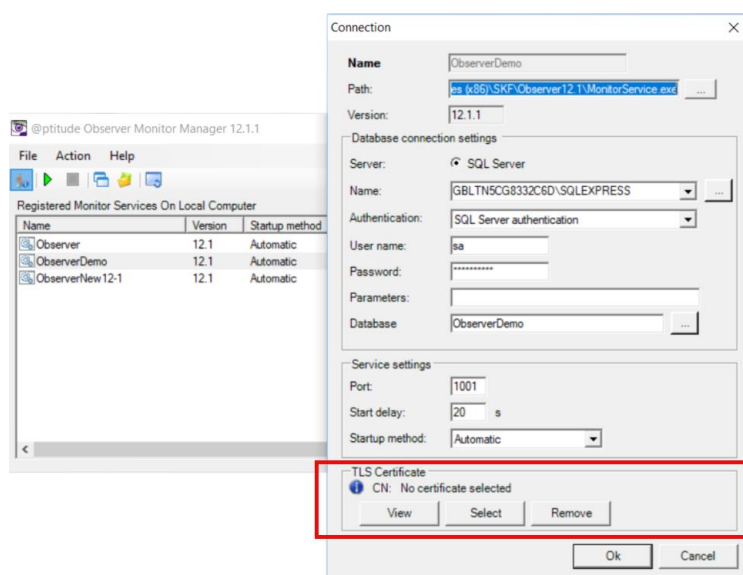 @ptitude Observer Monitor Manager 12.1.1
File Action Help
Registered Monitor Services On Local Computer
Name Version Startup method
Observer 12.1 Automatic
ObserverDemo 12.1 Automatic
ObserverNew12-1 12.1 Automatic
Connection
Name ObserverDemo
Path: es (x86)\SKF\Observer12.1\MonitorService.exe ...
Version: 12.1.1
Database connection settings
Server: SQL Server
Name: GBLTN5CG8332C6D\SQLEXPRESS ...
Authentication: SQL Server authentication
User name: sa
Password: **********
Parameters:
Database ObserverDemo ...
Service settings
Port: 1001
Start delay: 20 s
Startup method: Automatic
TLS Certificate
CN: No certificate selected
View Select Remove
Ok Cancel